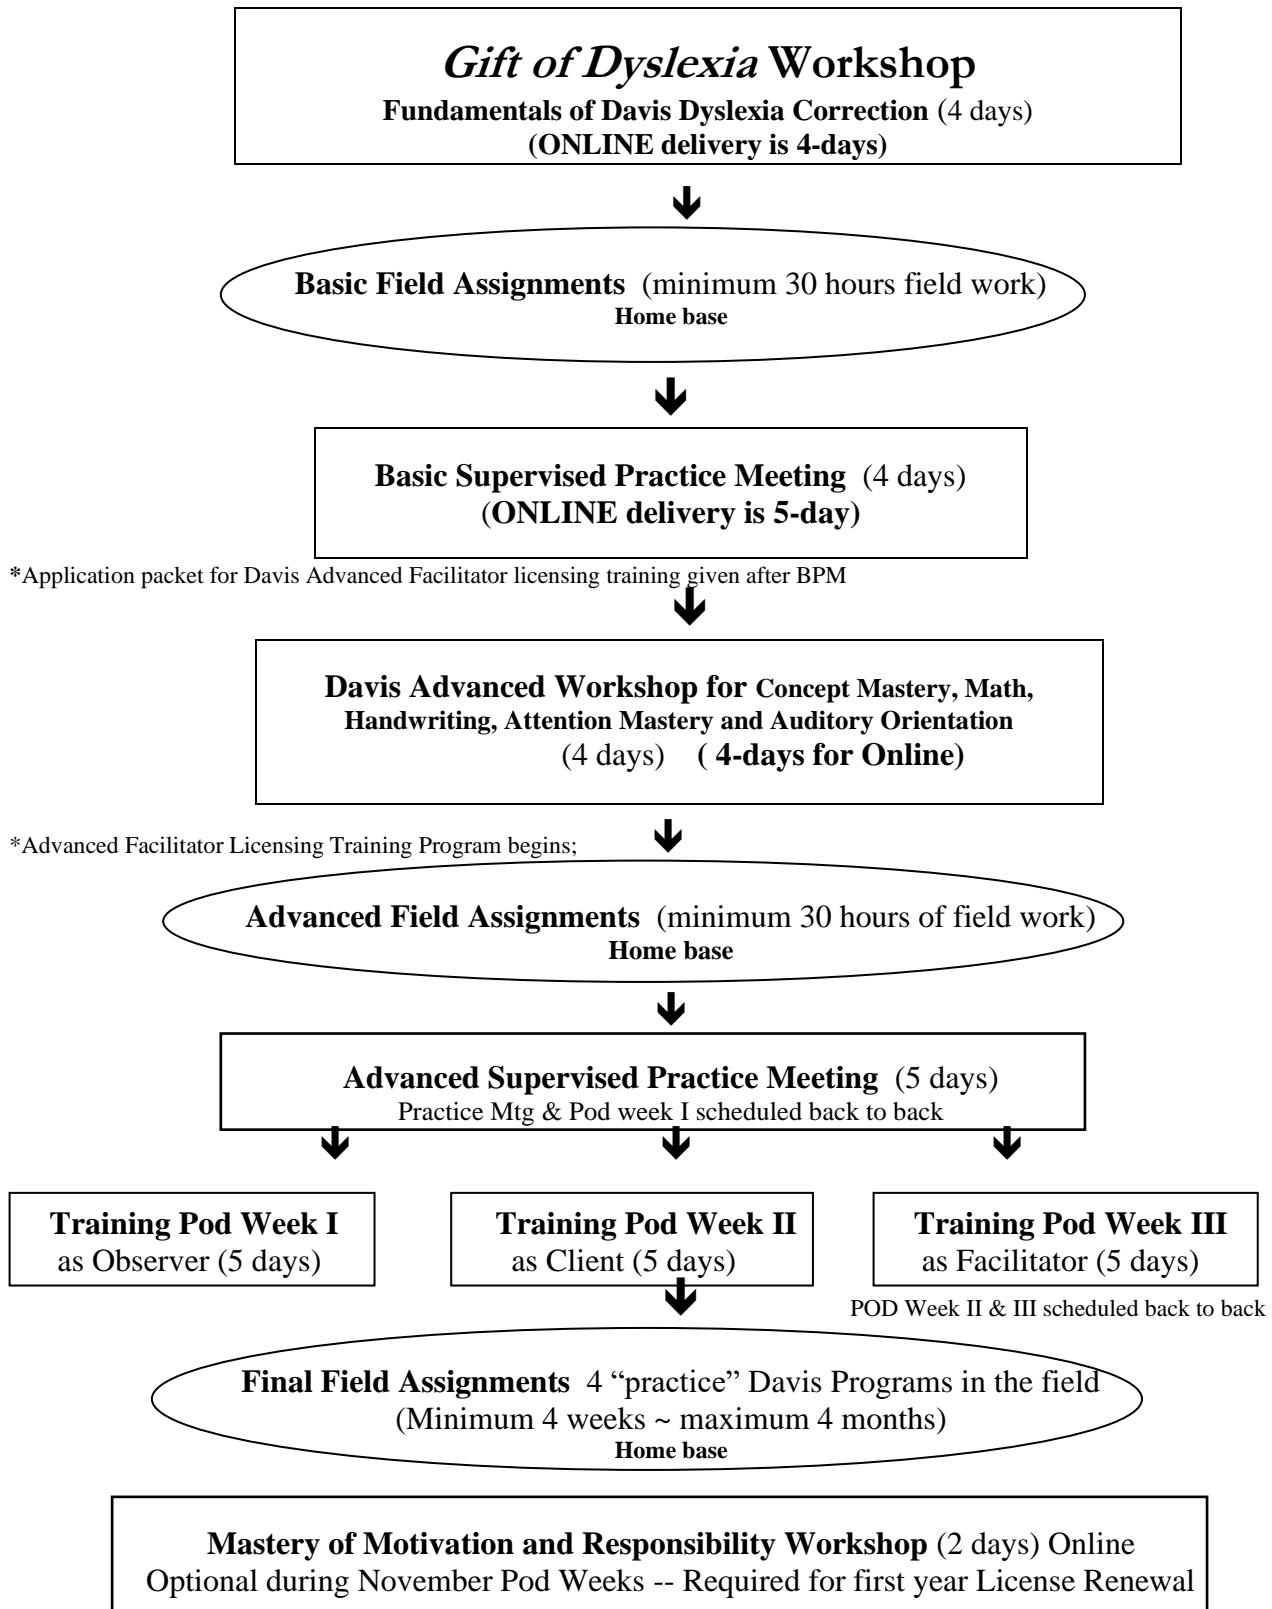 Gift of Dyslexia Workshop
Fundamentals of Davis Dyslexia Correction (4 days)
(ONLINE delivery is 4-days)
Basic Field Assignments (minimum 30 hours field work)
Home base
Basic Supervised Practice Meeting (4 days)
(ONLINE delivery is 5-day)
*Application packet for Davis Advanced Facilitator licensing training given after BPM
Davis Advanced Workshop for Concept Mastery, Math,
Handwriting, Attention Mastery and Auditory Orientation
(4 days) ( 4-days for Online)
*Advanced Facilitator Licensing Training Program begins;
Advanced Field Assignments (minimum 30 hours of field work)
Home base
Advanced Supervised Practice Meeting (5 days)
Practice Mtg & Pod week I scheduled back to back
Training Pod Week I
as Observer (5 days)
Training Pod Week II
as Client (5 days)
Training Pod Week III
as Facilitator (5 days)
POD Week II & III scheduled back to back
Final Field Assignments 4 “practice” Davis Programs in the field
(Minimum 4 weeks ~ maximum 4 months)
Home base
Mastery of Motivation and Responsibility Workshop (2 days) Online
Optional during November Pod Weeks -- Required for first year License Renewal